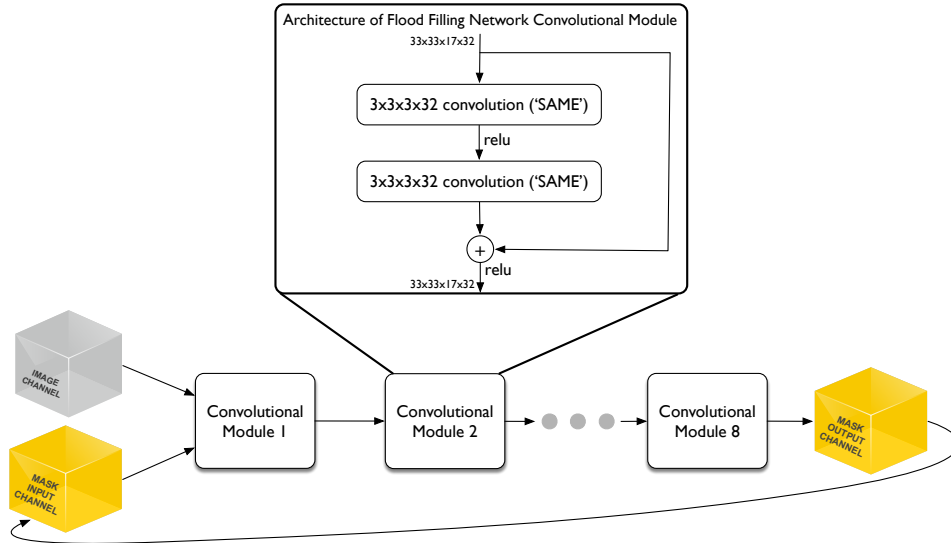 Architecture of Flood Filling Network Convolutional Module
33x33x17x32
3x3x3x32 convolution (‘SAME’)
relu
3x3x3x32 convolution (‘SAME’)
+
relu
33x33x17x32
IMAGE
CHANNEL
MASK
INPUT
CHANNEL
Convolutional
Module 1
Convolutional
Module 2
Convolutional
Module 8
MASK
OUTPUT
CHANNEL